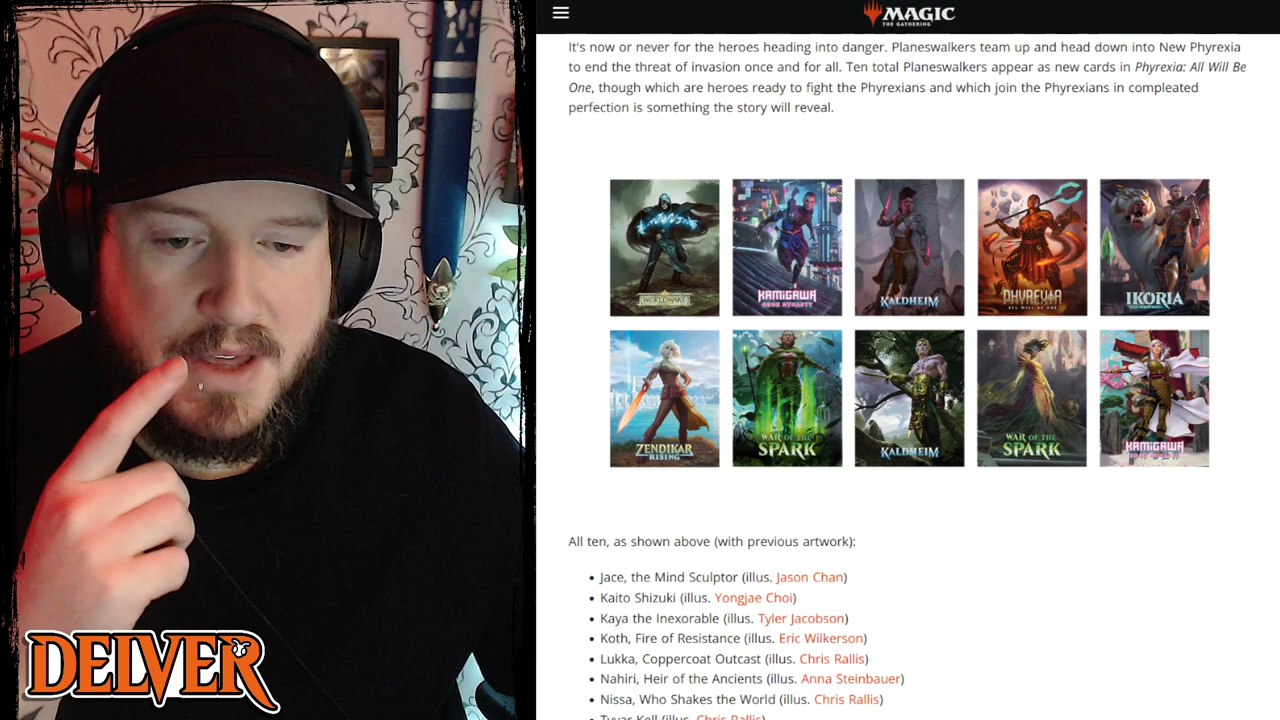 MAGIC
THE GATHERING
It's now or never for the heroes heading into danger. Planeswalkers team up and head down into New Phyrexia
to end the threat of invasion once and for all. Ten total Planeswalkers appear as new cards in Phyrexia: All Will Be
One, though which are heroes ready to fight the Phyrexians and which join the Phyrexians in compleated
perfection is something the story will reveal.
WORLDWAKE
KAMIGAWA
NEON DYNASTY
KALDHEIM
PHYREXIA
ALL WILL BE ONE
IKORIA
ZENDIKAR
RISING
WAR OF THE
SPARK
KALDHEIM
WAR OF THE
SPARK
KAMIGAWA
All ten, as shown above (with previous artwork):
• Jace, the Mind Sculptor (illus. Jason Chan)
• Kaito Shizuki (illus. Yongjae Choi)
• Kaya the Inexorable (illus. Tyler Jacobson)
• Koth, Fire of Resistance (illus. Eric Wilkerson)
• Lukka, Coppercoat Outcast (illus. Chris Rallis)
• Nahiri, Heir of the Ancients (illus. Anna Steinbauer)
• Nissa, Who Shakes the World (illus. Chris Rallis)
• Tyvar Kell (illus. Chris Rallis)
DELVER